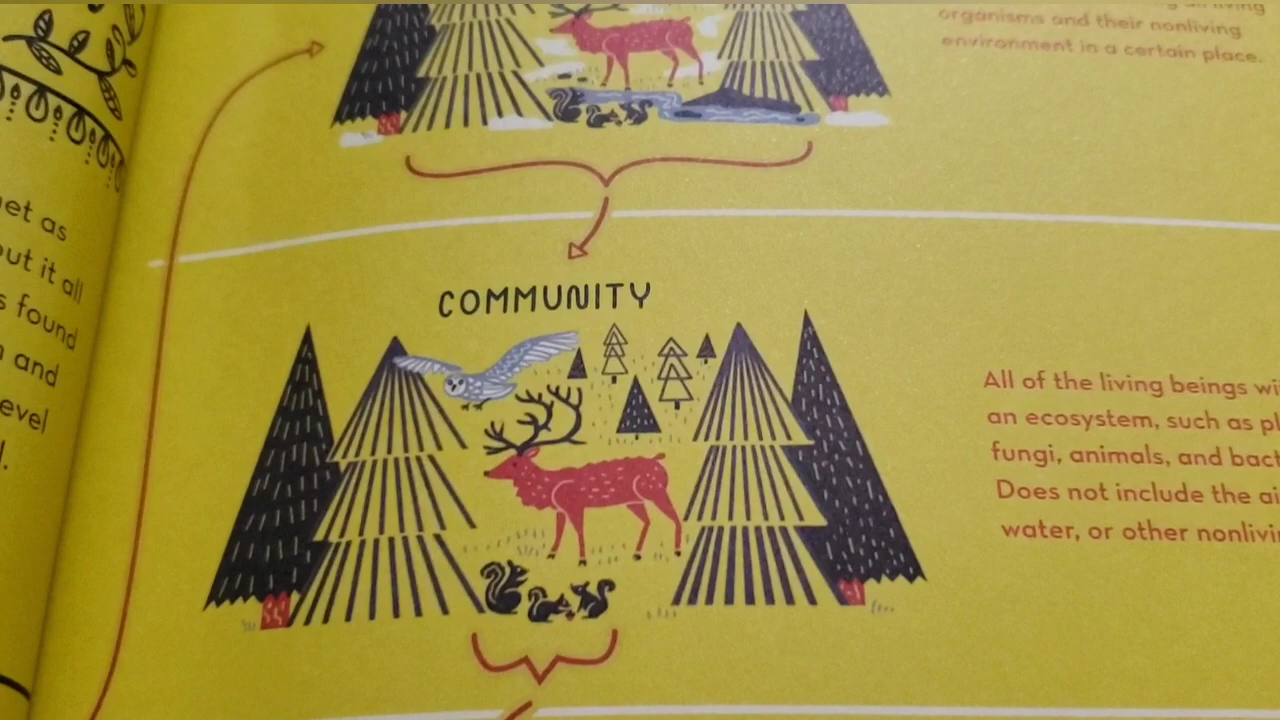 organisms and their nonliving
environment in a certain place.
et as
out it all
s found
and
evel
COMMUNITY
All of the living beings wi
an ecosystem, such as pl
fungi, animals, and bact
Does not include the ai
water, or other nonlivin